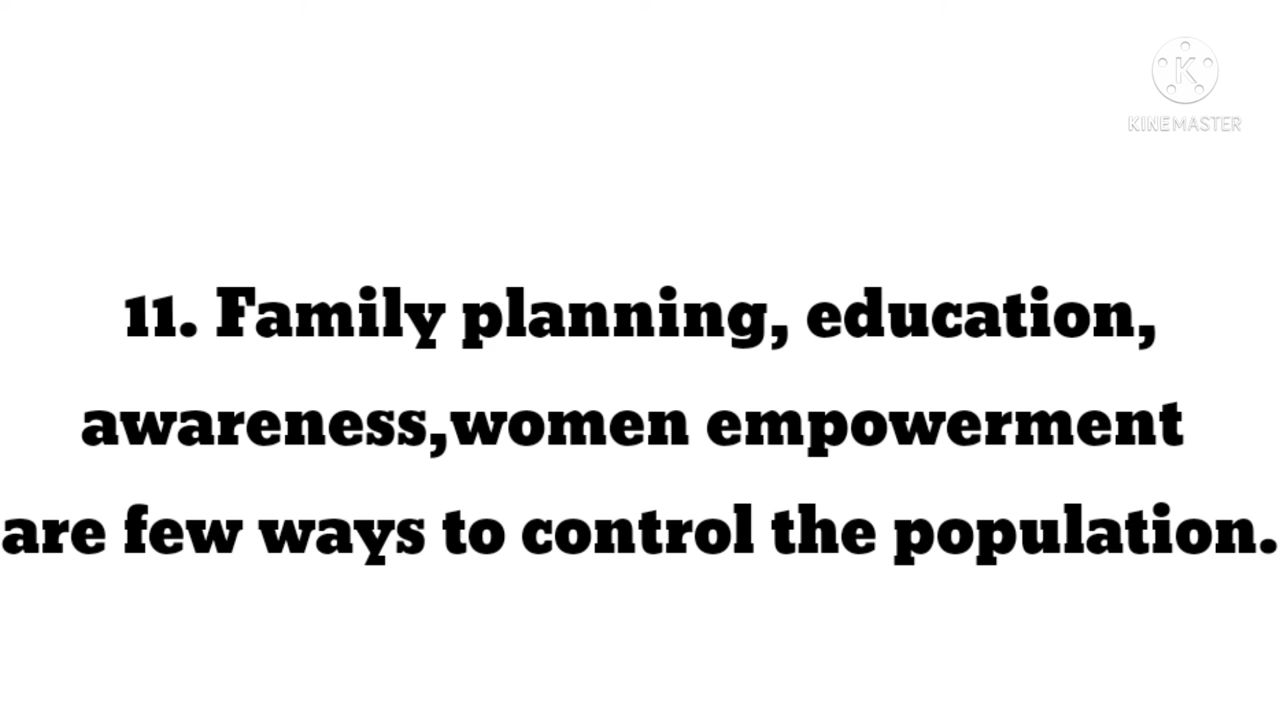 KINEMASTER
11. Family planning, education,
awareness,women empowerment
are few ways to control the population.